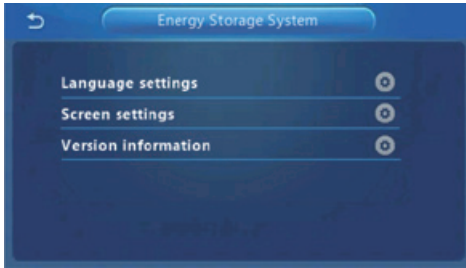 Energy Storage System
Language settings
Screen settings
Version information